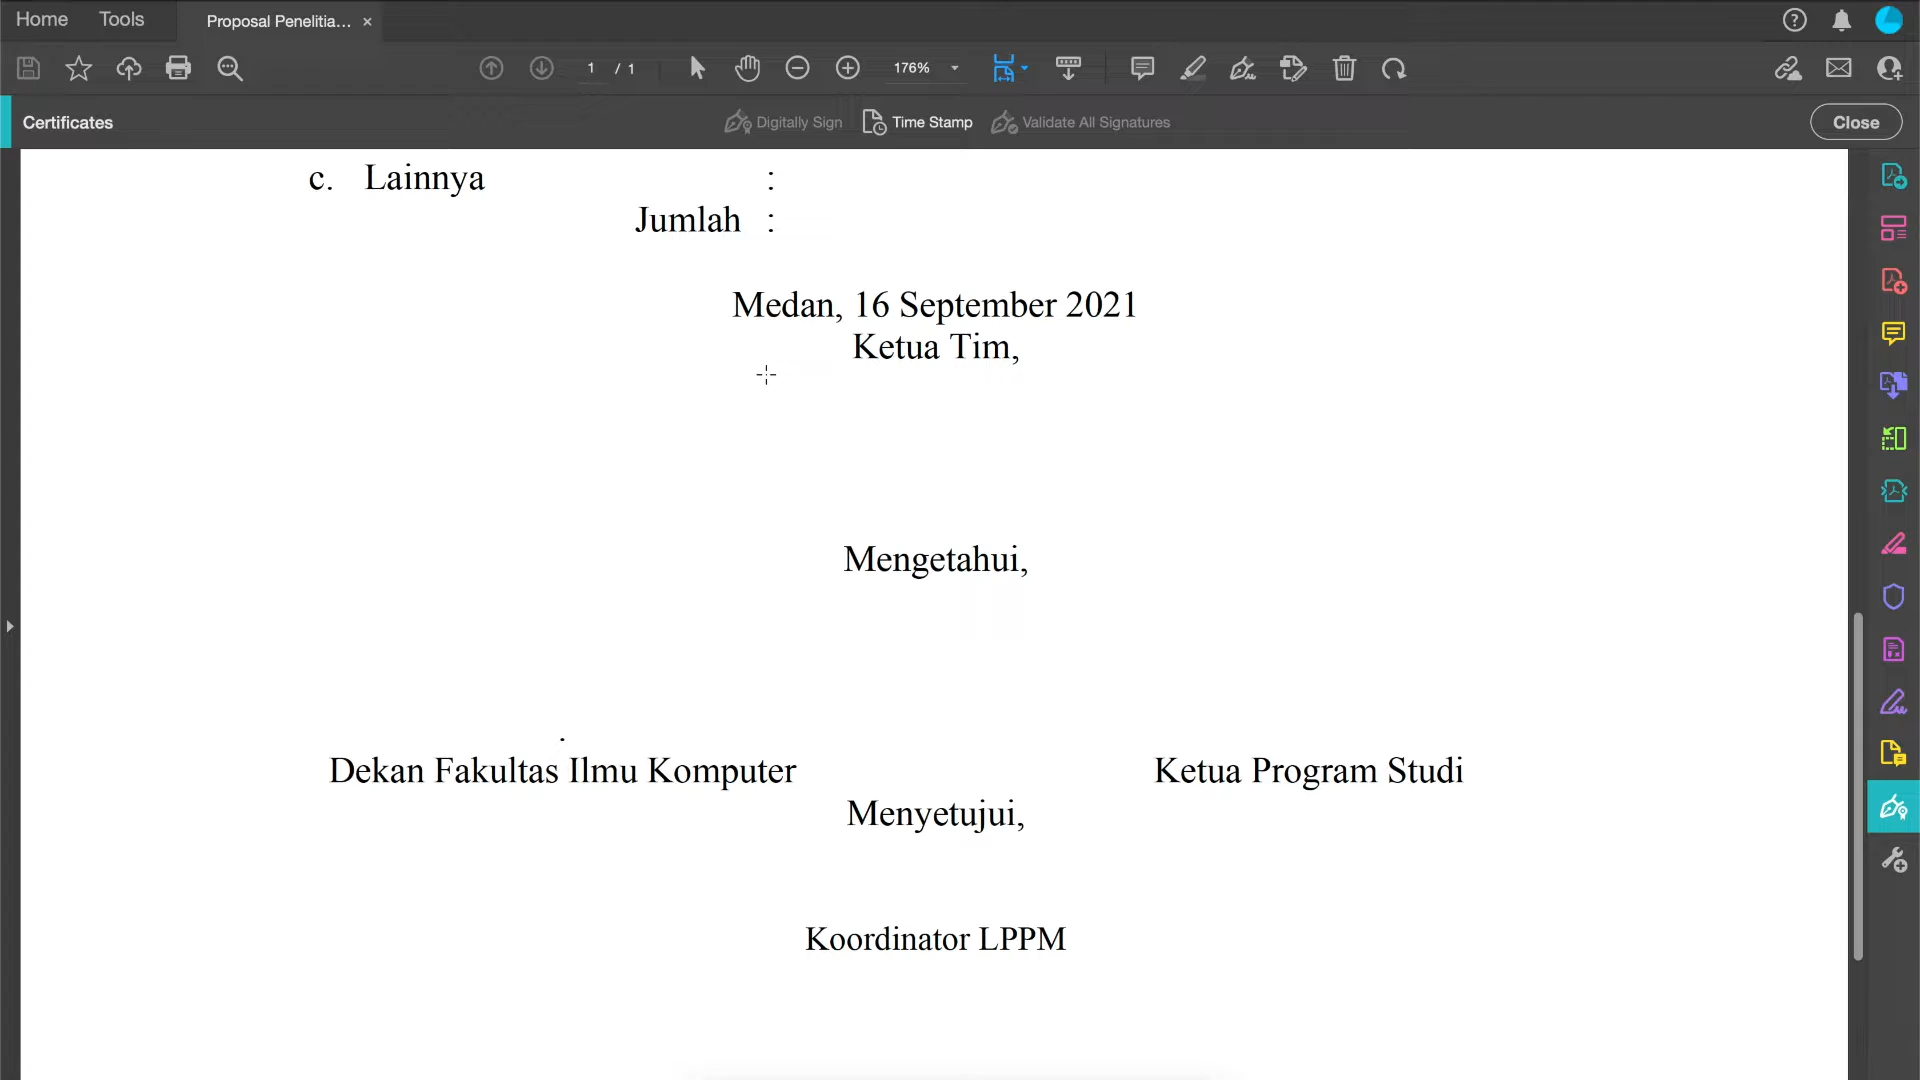 Home Tools Proposal Penelitia... ×
1 / 1 176%
Certificates Digitally Sign Time Stamp Validate All Signatures Close
c. Lainnya :
Jumlah :
Medan, 16 September 2021
Ketua Tim,
Mengetahui,
.
Dekan Fakultas Ilmu Komputer Ketua Program Studi
Menyetujui,
Koordinator LPPM